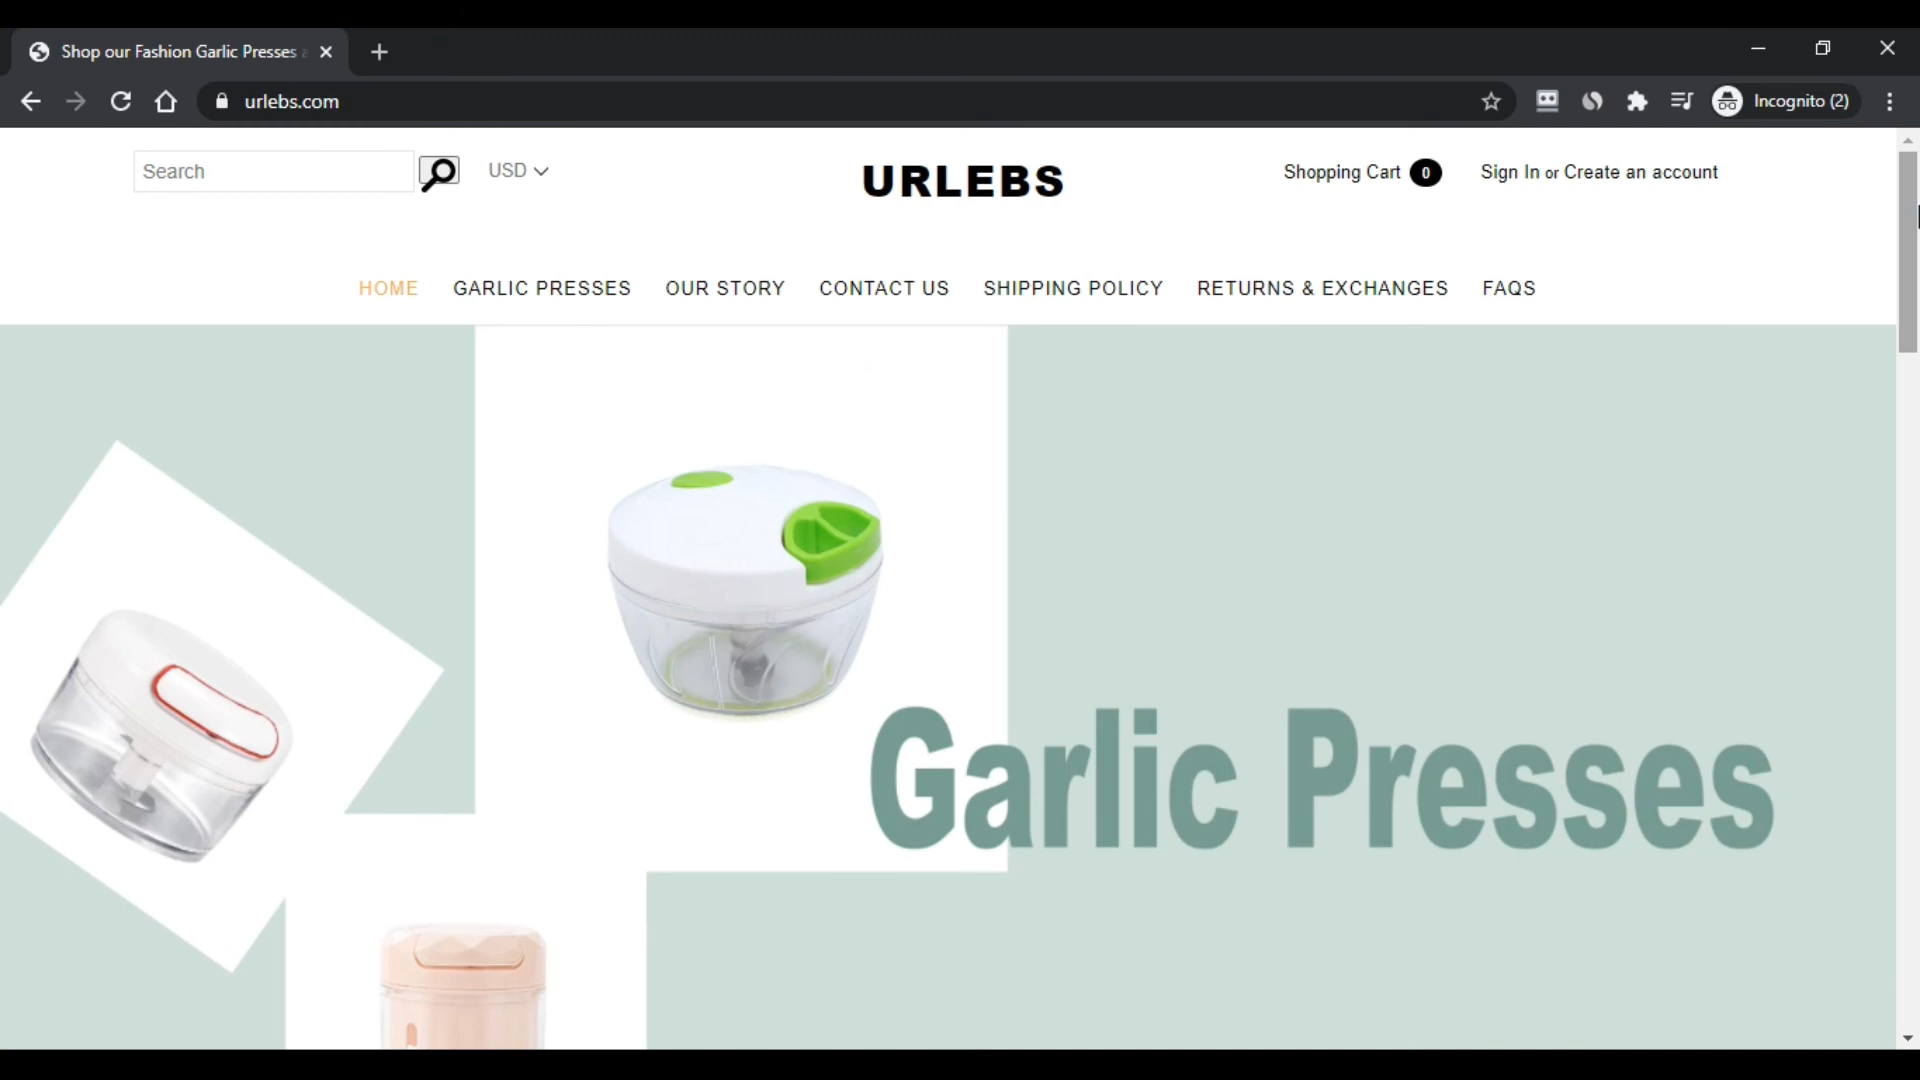 Shop our Fashion Garlic Presses
urlebs.com
Incognito (2)
Search
USD
URLEBS
Shopping Cart 0
Sign In or Create an account
HOME GARLIC PRESSES OUR STORY CONTACT US SHIPPING POLICY RETURNS & EXCHANGES FAQS
Garlic Presses